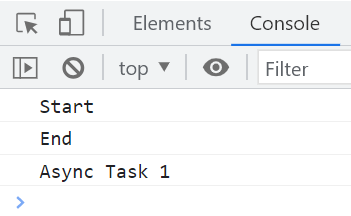 Elements Console
top ▼ Filter
Start
End
Async Task 1